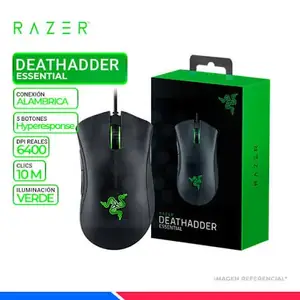 RAZER
DEATHADDER
ESSENTIAL
CONEXIÓN
ALAMBRICA
5 BOTONES
Hyperesponse
DPI REALES
6400
CLICS
10 M
ILUMINACIÓN
VERDE
RAZER
DEATHADDER
ESSENTIAL
IMAGEN REFERENCIAL*